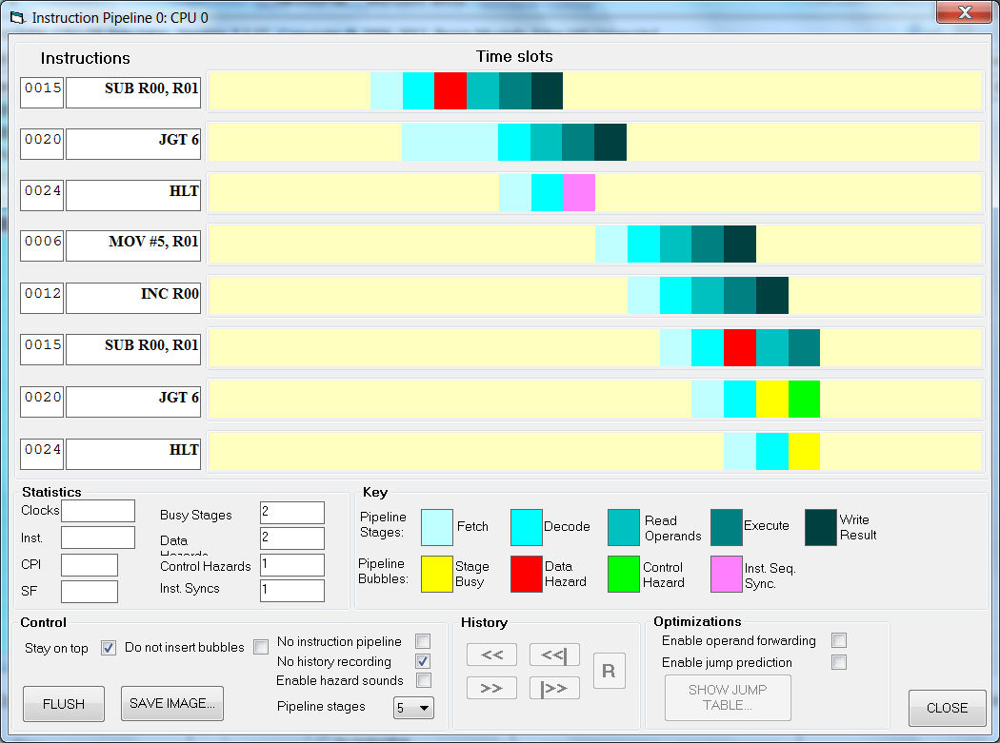 Instruction Pipeline 0: CPU 0
Instructions
Time slots
0015 SUB R00, R01
0020 JGT 6
0024 HLT
0006 MOV #5, R01
0012 INC R00
0015 SUB R00, R01
0020 JGT 6
0024 HLT
Statistics
Clocks
Inst.
CPI
SF
Busy Stages 2
Data 2
Control Hazards 1
Inst. Syncs 1
Key
Pipeline
Stages:
Fetch
Decode
Read
Operands
Execute
Write
Result
Pipeline
Bubbles:
Stage
Busy
Data
Hazard
Control
Hazard
Inst. Seq.
Sync.
Control
Stay on top
Do not insert bubbles
No instruction pipeline
No history recording
Enable hazard sounds
Pipeline stages 5
FLUSH
SAVE IMAGE...
History
<<
<<|
>>
|>>
R
Optimizations
Enable operand forwarding
Enable jump prediction
SHOW JUMP
TABLE...
CLOSE